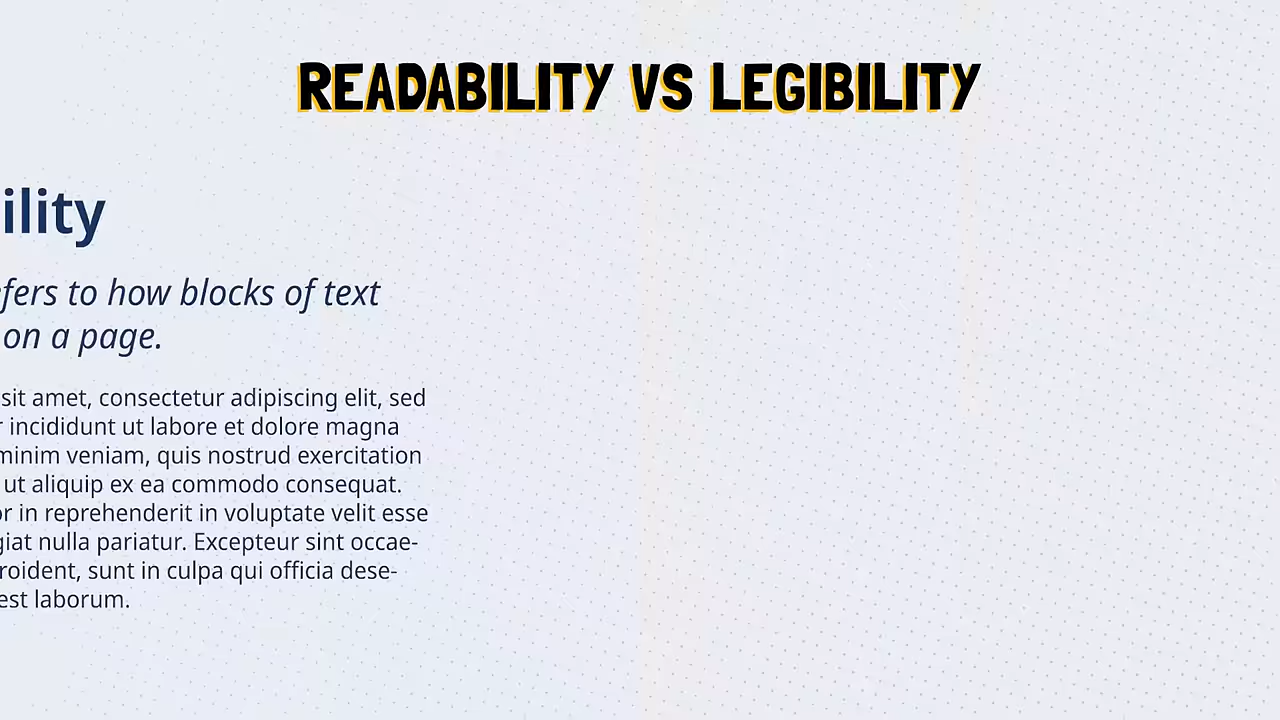 READABILITY VS LEGIBILITY
ility
fers to how blocks of text
on a page.
sit amet, consectetur adipiscing elit, sed
r incididunt ut labore et dolore magna
minim veniam, quis nostrud exercitation
ut aliquip ex ea commodo consequat.
or in reprehenderit in voluptate velit esse
giat nulla pariatur. Excepteur sint occae-
roident, sunt in culpa qui officia dese-
est laborum.